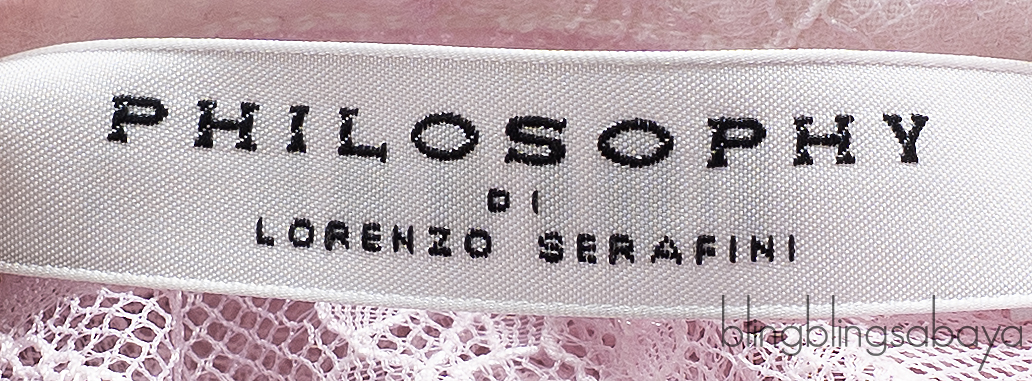 PHILOSOPHY
DI
LORENZO SERAFINI
blingblingsabaya